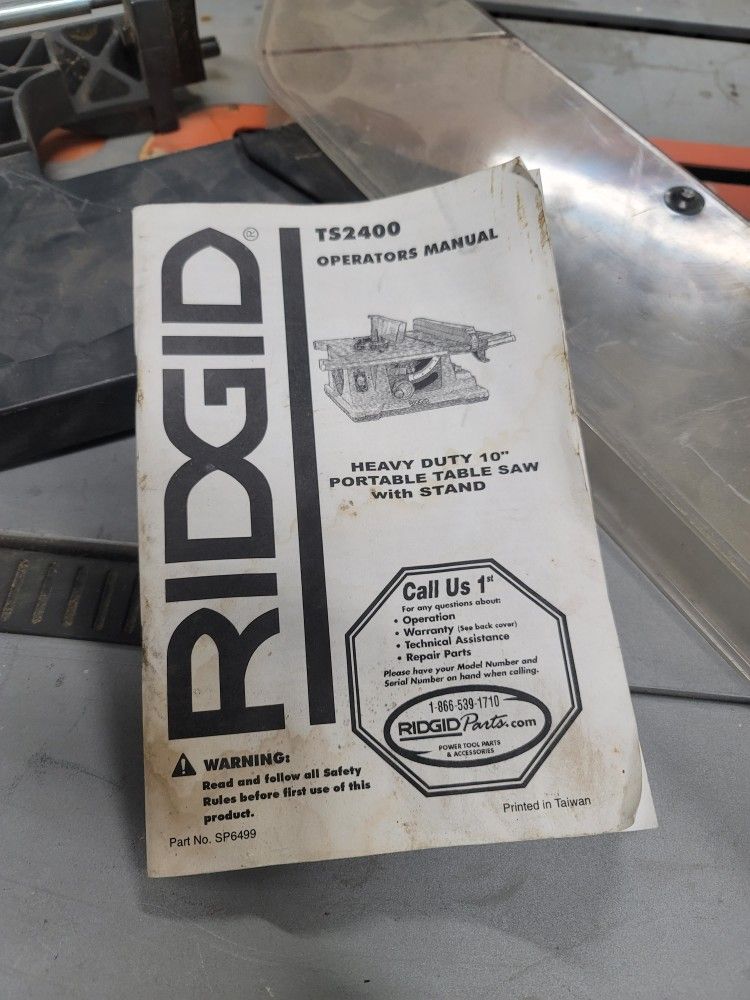 RIDGID®
TS2400
OPERATORS MANUAL
HEAVY DUTY 10"
PORTABLE TABLE SAW
with STAND
Call Us 1st
For any questions about:
• Operation
• Warranty (See back cover)
• Technical Assistance
• Repair Parts
Please have your Model Number and
Serial Number on hand when calling.
1-866-539-1710
RIDGIDParts.com
POWER TOOL PARTS
& ACCESSORIES
WARNING:
Read and follow all Safety
Rules before first use of this
product.
Part No. SP6499
Printed in Taiwan